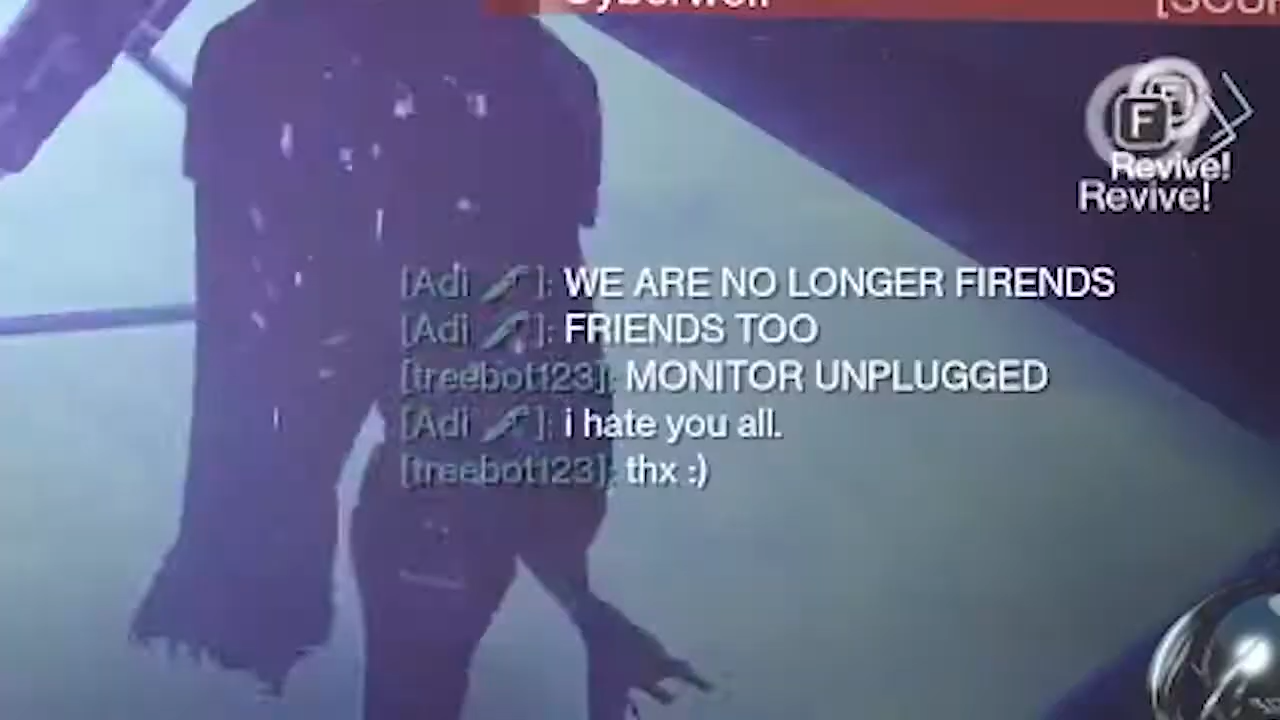 Cyberwolf
F
F
Revive!
Revive!
[Adi ]: WE ARE NO LONGER FIRENDS
[Adi ]: FRIENDS TOO
[treebot123]: MONITOR UNPLUGGED
[Adi ]: i hate you all.
[treebot123]: thx :)